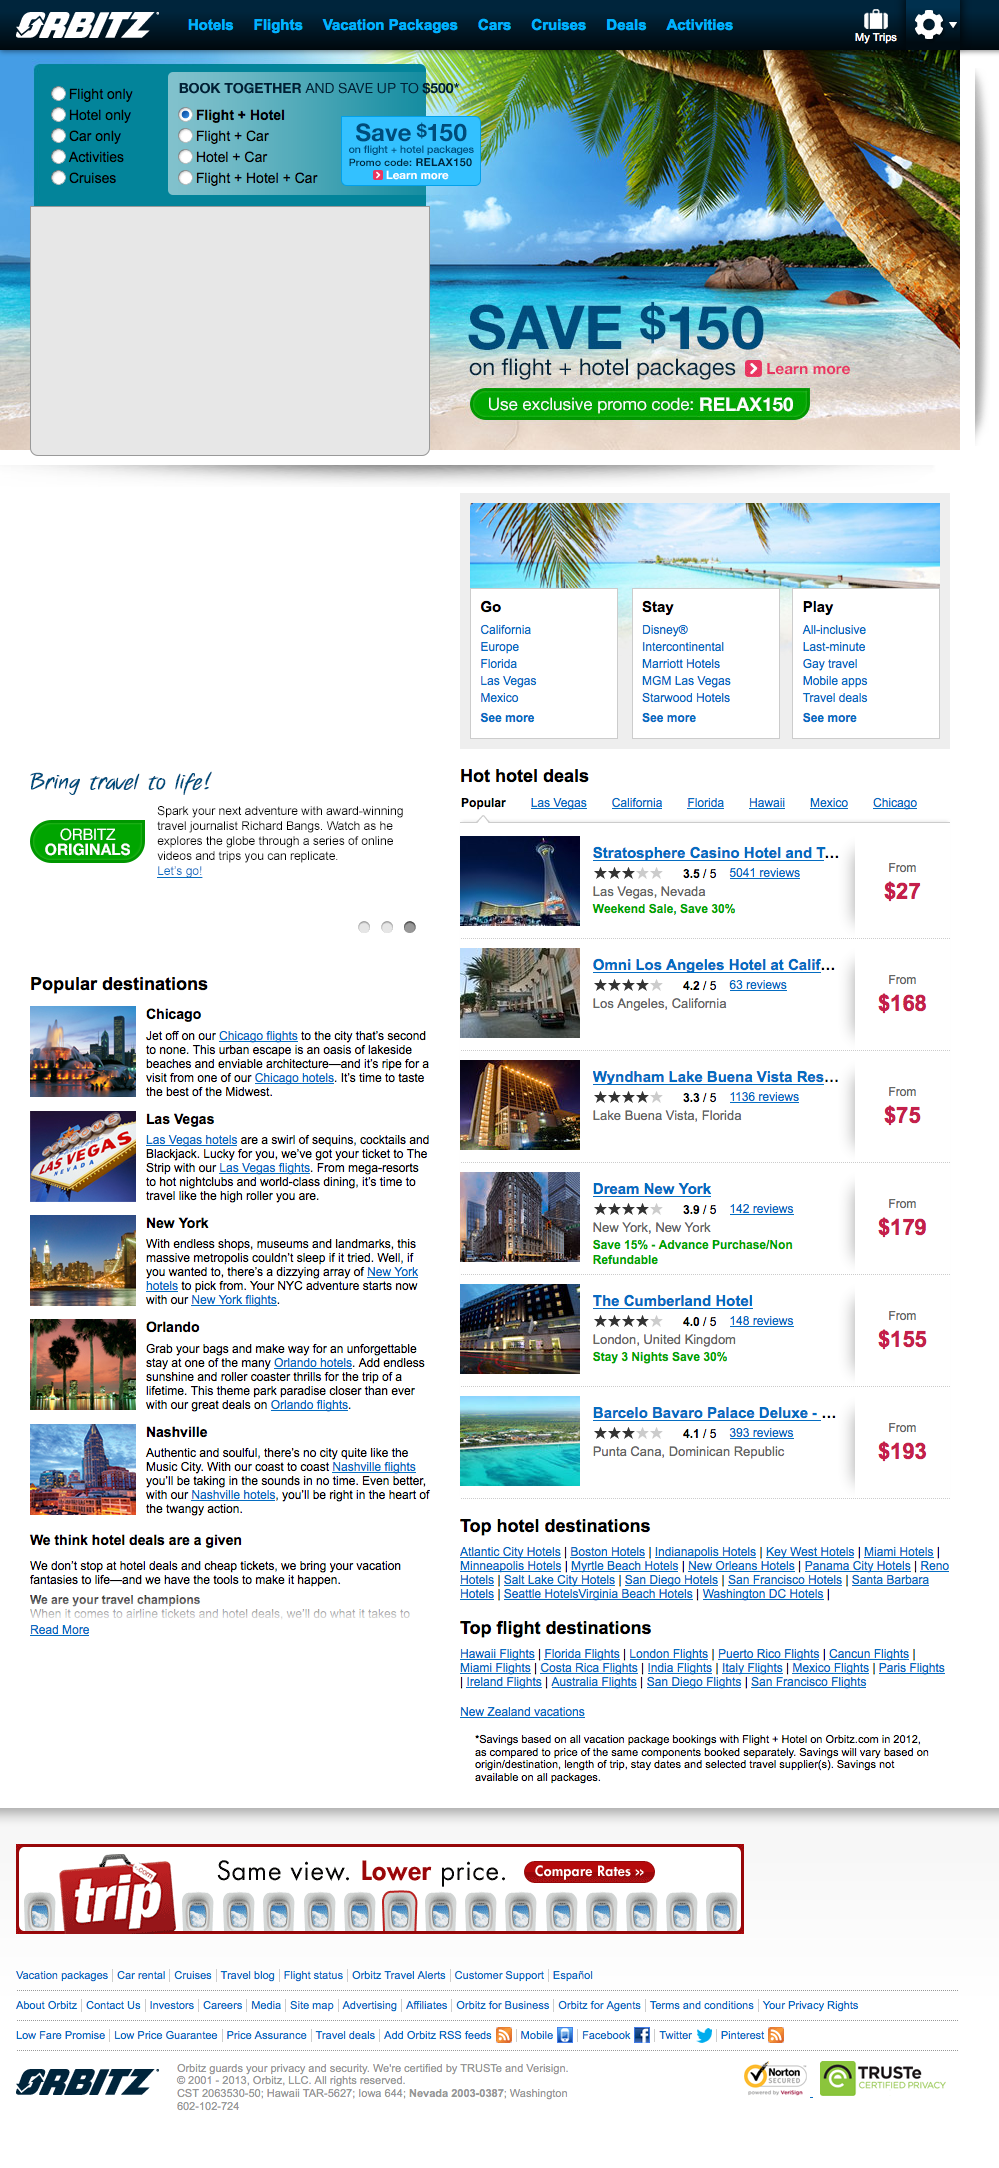 ORBITZ
Hotels Flights Vacation Packages Cars Cruises Deals Activities
My Trips
Flight only
Hotel only
Car only
Activities
Cruises
BOOK TOGETHER AND SAVE UP TO $500*
Flight + Hotel
Flight + Car
Hotel + Car
Flight + Hotel + Car
Save $150
on flight + hotel packages
Promo code: RELAX150
Learn more
SAVE $150
on flight + hotel packages Learn more
Use exclusive promo code: RELAX150
Go
California
Europe
Florida
Las Vegas
Mexico
See more
Stay
Disney®
Intercontinental
Marriott Hotels
MGM Las Vegas
Starwood Hotels
See more
Play
All-inclusive
Last-minute
Gay travel
Mobile apps
Travel deals
See more
Bring travel to life!
ORBITZ
ORIGINALS
Spark your next adventure with award-winning
travel journalist Richard Bangs. Watch as he
explores the globe through a series of online
videos and trips you can replicate.
Let's go!
Popular destinations
Chicago
Jet off on our Chicago flights to the city that's second
to none. This urban escape is an oasis of lakeside
beaches and enviable architecture—and it's ripe for a
visit from one of our Chicago hotels. It's time to taste
the best of the Midwest.
LAS VEGAS
NEVADA
Las Vegas
Las Vegas hotels are a swirl of sequins, cocktails and
Blackjack. Lucky for you, we've got your ticket to The
Strip with our Las Vegas flights. From mega-resorts
to hot nightclubs and world-class dining, it's time to
travel like the high roller you are.
New York
With endless shops, museums and landmarks, this
massive metropolis couldn't sleep if it tried. Well, if
you wanted to, there's a dizzying array of New York
hotels to pick from. Your NYC adventure starts now
with our New York flights.
Orlando
Grab your bags and make way for an unforgettable
stay at one of the many Orlando hotels. Add endless
sunshine and roller coaster thrills for the trip of a
lifetime. This theme park paradise closer than ever
with our great deals on Orlando flights.
Nashville
Authentic and soulful, there's no city quite like the
Music City. With our coast to coast Nashville flights
you'll be taking in the sounds in no time. Even better,
with our Nashville hotels, you'll be right in the heart of
the twangy action.
We think hotel deals are a given
We don't stop at hotel deals and cheap tickets, we bring your vacation
fantasies to life—and we have the tools to make it happen.
We are your travel champions
When it comes to airline tickets and hotel deals, we'll do what it takes to
Read More
Hot hotel deals
Popular Las Vegas California Florida Hawaii Mexico Chicago
Stratosphere Casino Hotel and T...
3.5 / 5 5041 reviews
Las Vegas, Nevada
Weekend Sale, Save 30%
From
$27
Omni Los Angeles Hotel at Calif...
4.2 / 5 63 reviews
Los Angeles, California
From
$168
Wyndham Lake Buena Vista Res...
3.3 / 5 1136 reviews
Lake Buena Vista, Florida
From
$75
Dream New York
3.9 / 5 142 reviews
New York, New York
Save 15% - Advance Purchase/Non
Refundable
From
$179
The Cumberland Hotel
4.0 / 5 148 reviews
London, United Kingdom
Stay 3 Nights Save 30%
From
$155
Barcelo Bavaro Palace Deluxe - ...
4.1 / 5 393 reviews
Punta Cana, Dominican Republic
From
$193
Top hotel destinations
Atlantic City Hotels | Boston Hotels | Indianapolis Hotels | Key West Hotels | Miami Hotels |
Minneapolis Hotels | Myrtle Beach Hotels | New Orleans Hotels | Panama City Hotels | Reno
Hotels | Salt Lake City Hotels | San Diego Hotels | San Francisco Hotels | Santa Barbara
Hotels | Seattle HotelsVirginia Beach Hotels | Washington DC Hotels |
Top flight destinations
Hawaii Flights | Florida Flights | London Flights | Puerto Rico Flights | Cancun Flights |
Miami Flights | Costa Rica Flights | India Flights | Italy Flights | Mexico Flights | Paris Flights
| Ireland Flights | Australia Flights | San Diego Flights | San Francisco Flights
New Zealand vacations
*Savings based on all vacation package bookings with Flight + Hotel on Orbitz.com in 2012,
as compared to price of the same components booked separately. Savings will vary based on
origin/destination, length of trip, stay dates and selected travel supplier(s). Savings not
available on all packages.
trip
.com
Same view. Lower price. Compare Rates »
Vacation packages Car rental Cruises Travel blog Flight status Orbitz Travel Alerts Customer Support Español
About Orbitz Contact Us Investors Careers Media Site map Advertising Affiliates Orbitz for Business Orbitz for Agents Terms and conditions Your Privacy Rights
Low Fare Promise Low Price Guarantee Price Assurance Travel deals Add Orbitz RSS feeds Mobile Facebook Twitter Pinterest
ORBITZ
Orbitz guards your privacy and security. We're certified by TRUSTe and Verisign.
© 2001 - 2013, Orbitz, LLC. All rights reserved.
CST 2063530-50; Hawaii TAR-5627; Iowa 644; Nevada 2003-0387; Washington
602-102-724
Norton
SECURED
powered by VeriSign
TRUSTe
CERTIFIED PRIVACY